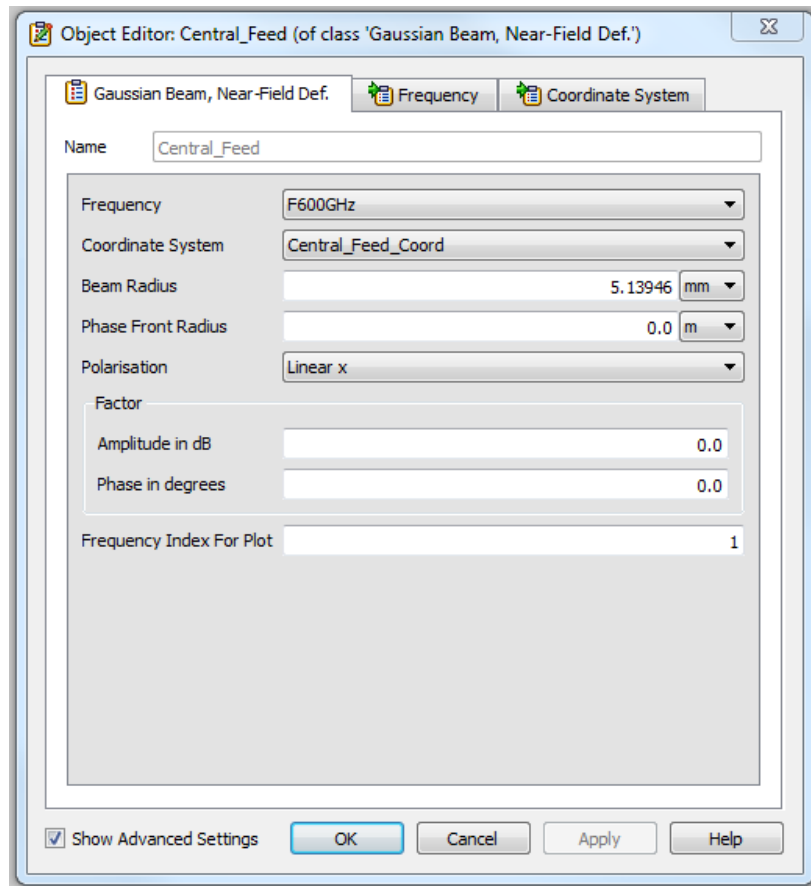 Object Editor: Central_Feed (of class 'Gaussian Beam, Near-Field Def.')
Gaussian Beam, Near-Field Def. Frequency Coordinate System
Name Central_Feed
Frequency F600GHz
Coordinate System Central_Feed_Coord
Beam Radius 5.13946 mm
Phase Front Radius 0.0 m
Polarisation Linear x
Factor
Amplitude in dB 0.0
Phase in degrees 0.0
Frequency Index For Plot 1
Show Advanced Settings OK Cancel Apply Help